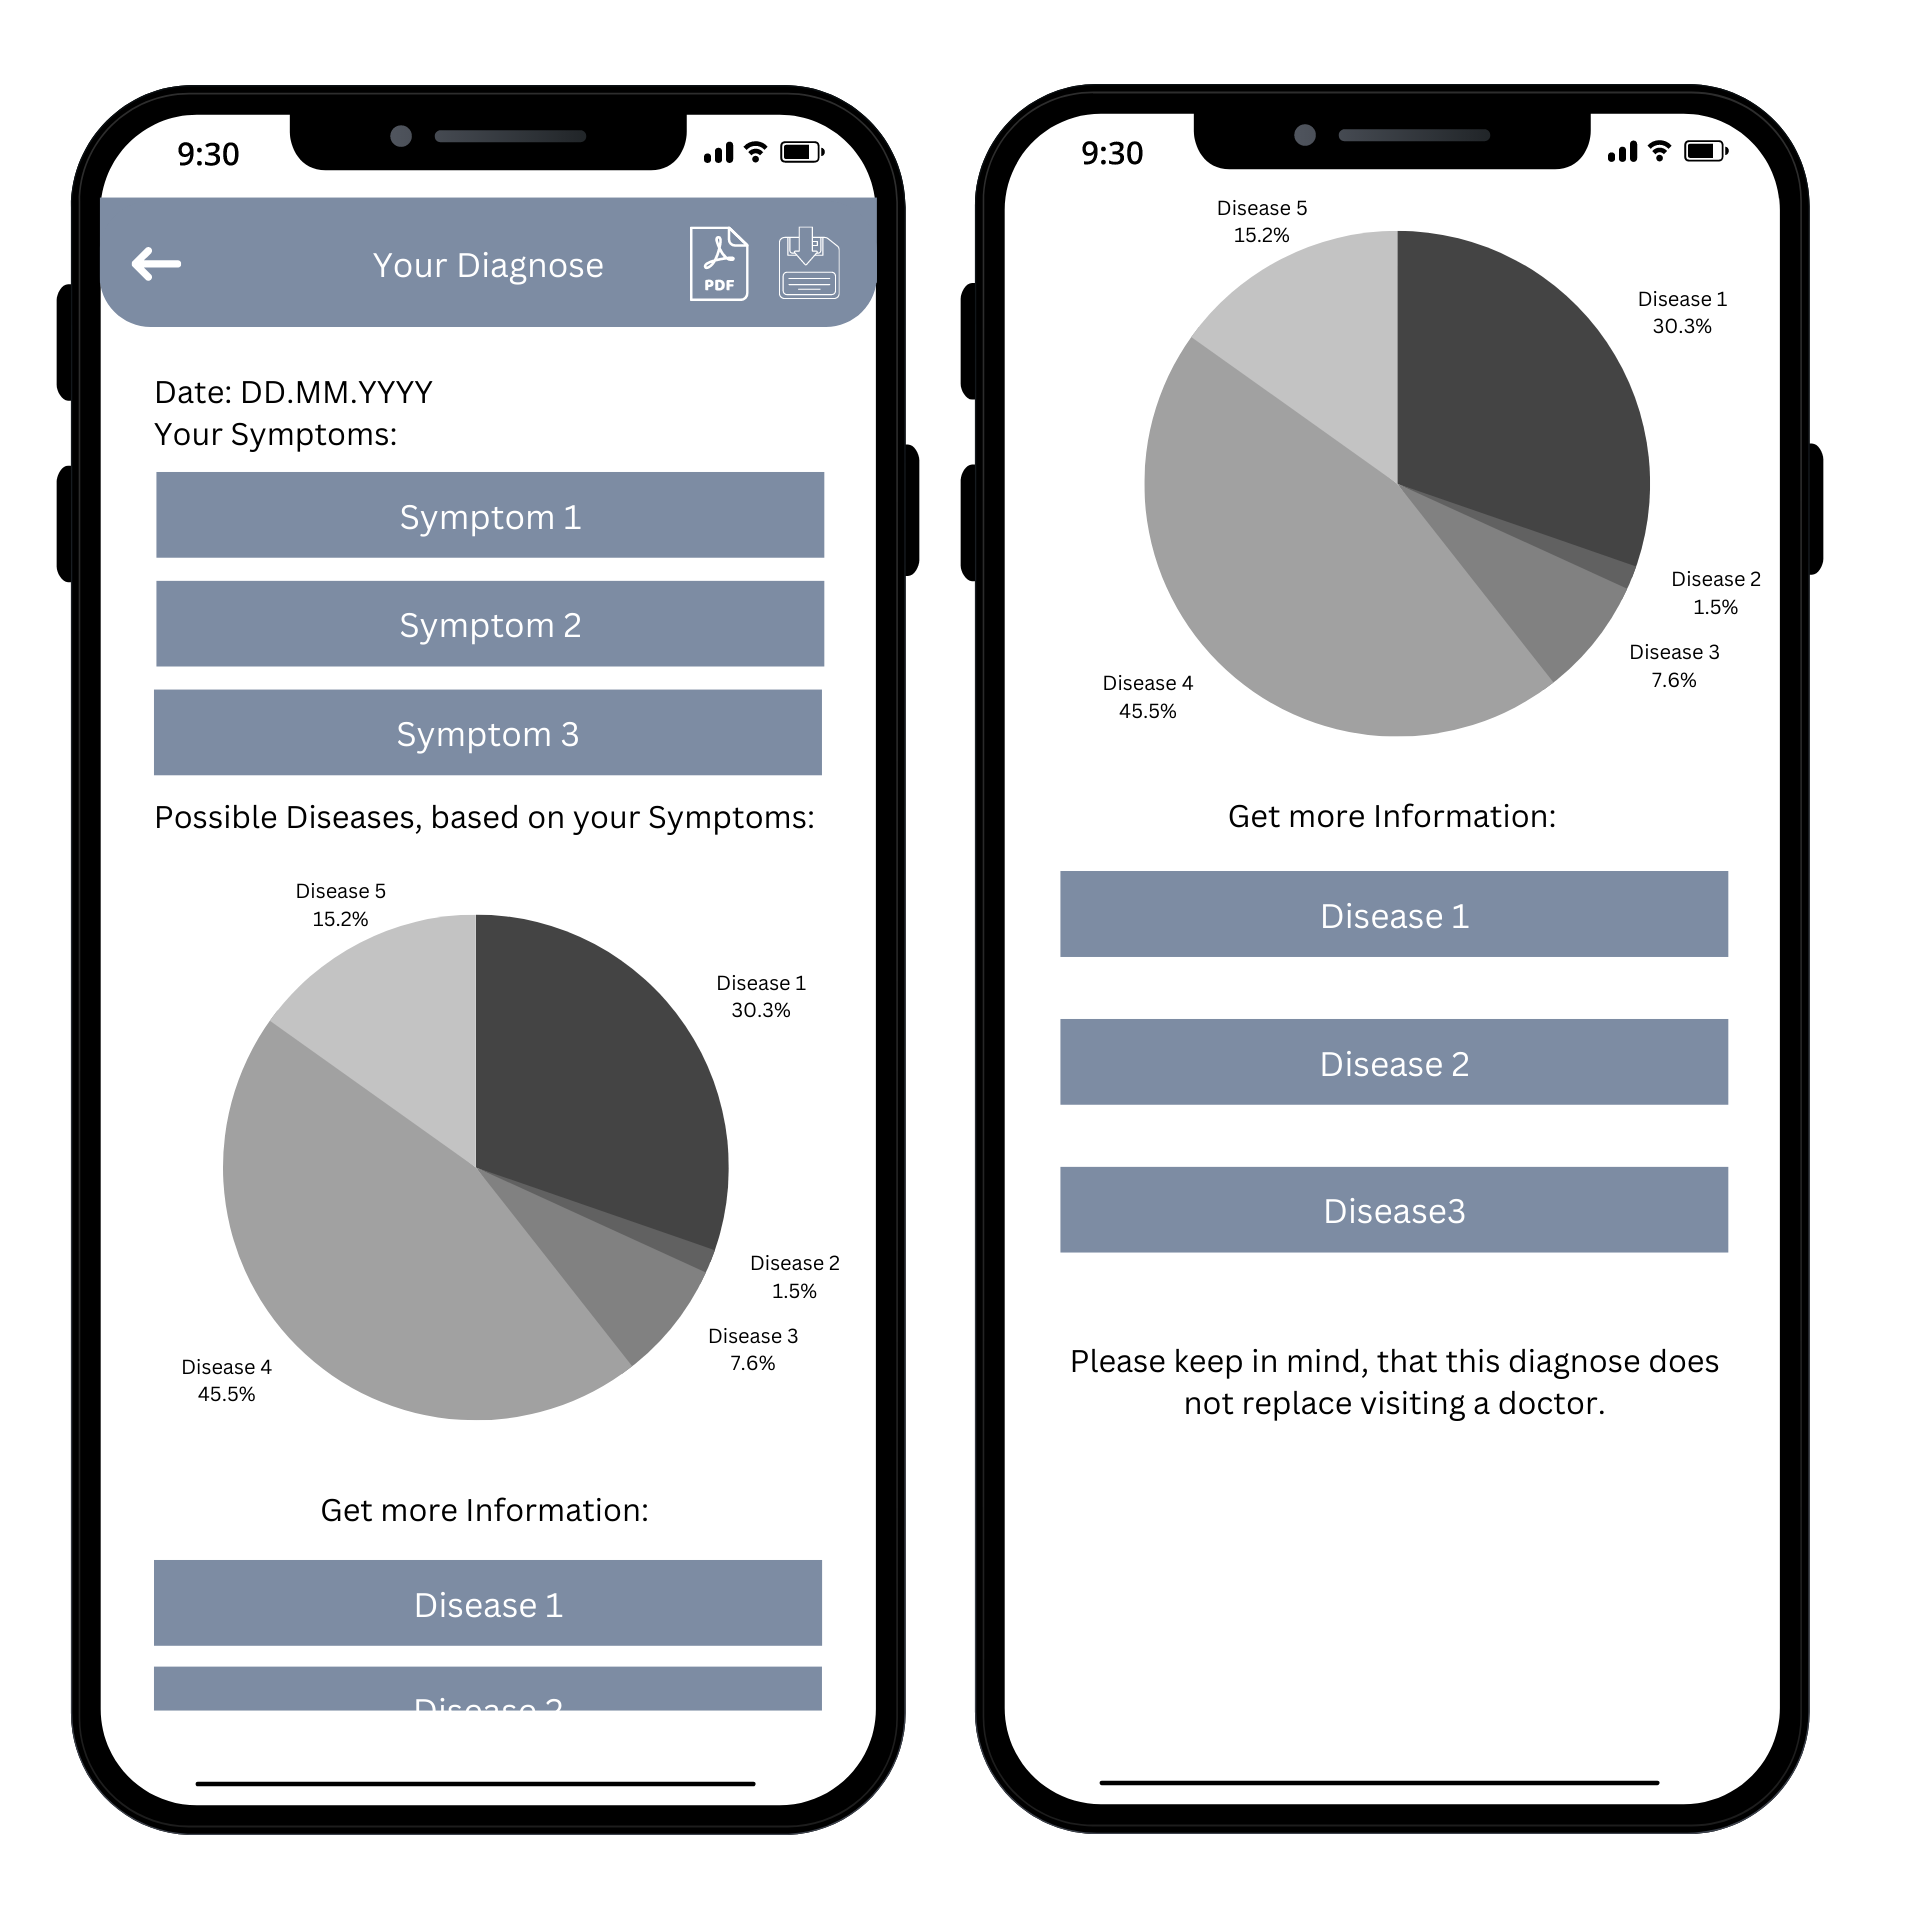 9:30
Your Diagnose
PDF
Date: DD.MM.YYYY
Your Symptoms:
Symptom 1
Symptom 2
Symptom 3
Possible Diseases, based on your Symptoms:
Disease 5
15.2%
Disease 1
30.3%
Disease 2
1.5%
Disease 3
7.6%
Disease 4
45.5%
Get more Information:
Disease 1
Disease 2
9:30
Disease 5
15.2%
Disease 1
30.3%
Disease 2
1.5%
Disease 3
7.6%
Disease 4
45.5%
Get more Information:
Disease 1
Disease 2
Disease3
Please keep in mind, that this diagnose does
not replace visiting a doctor.